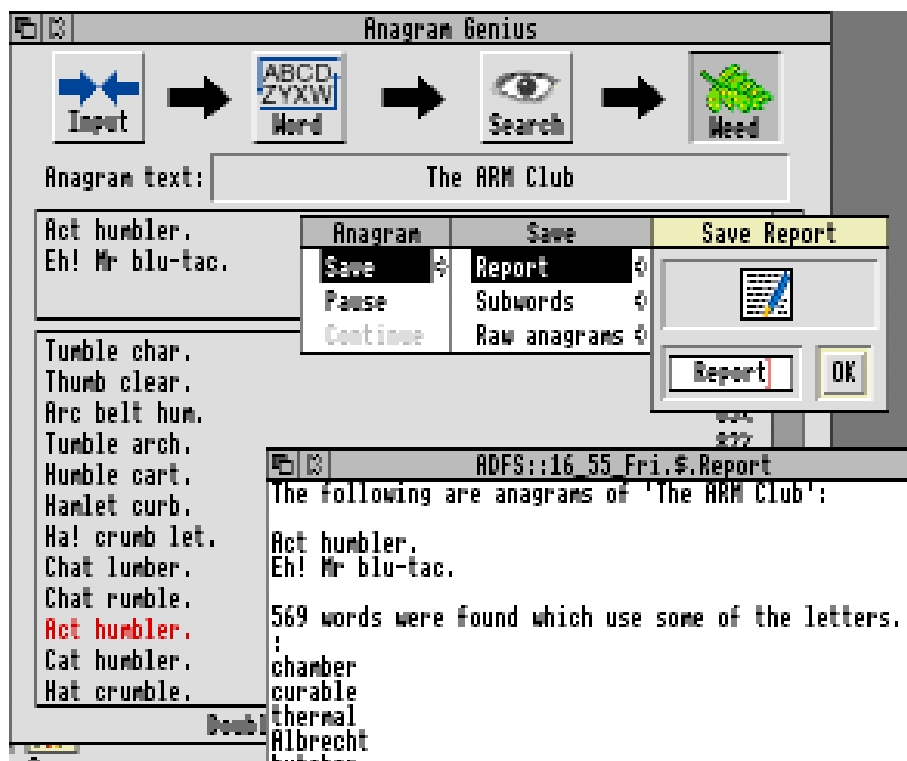 Anagram Genius
Input
ABCD
ZYXW
Word
Search
Weed
Anagram text:
The ARM Club
Act humbler.
Eh! Mr blu-tac.
Anagram
Save
Pause
Continue
Save
Report
Subwords
Raw anagrams
Save Report
Report
OK
Tumble char.
Thumb clear.
Arc belt hum.
Tumble arch.
Humble cart.
Hamlet curb.
Ha! crumb let.
Chat lumber.
Chat rumble.
Act humbler.
Cat humbler.
Hat crumble.
Doubl
ADFS::16_55_Fri.$.Report
The following are anagrams of 'The ARM Club':
Act humbler.
Eh! Mr blu-tac.
569 words were found which use some of the letters.
:
chamber
curable
thermal
Albrecht